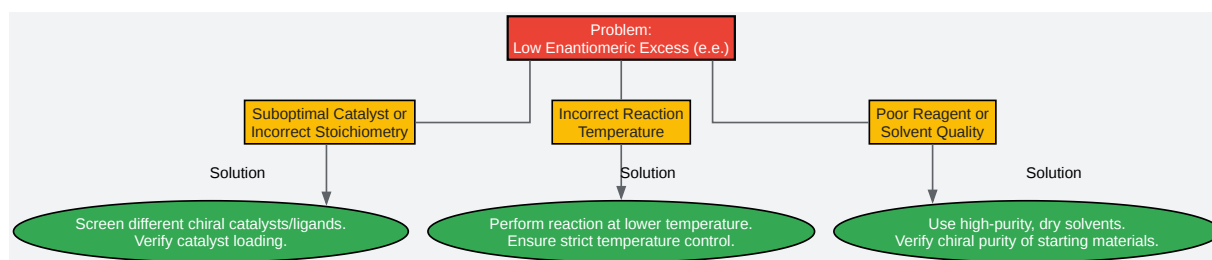 Problem:
Low Enantiomeric Excess (e.e.)
Suboptimal Catalyst or
Incorrect Stoichiometry
Incorrect Reaction
Temperature
Poor Reagent or
Solvent Quality
Solution
Solution
Solution
Screen different chiral catalysts/ligands.
Verify catalyst loading.
Perform reaction at lower temperature.
Ensure strict temperature control.
Use high-purity, dry solvents.
Verify chiral purity of starting materials.